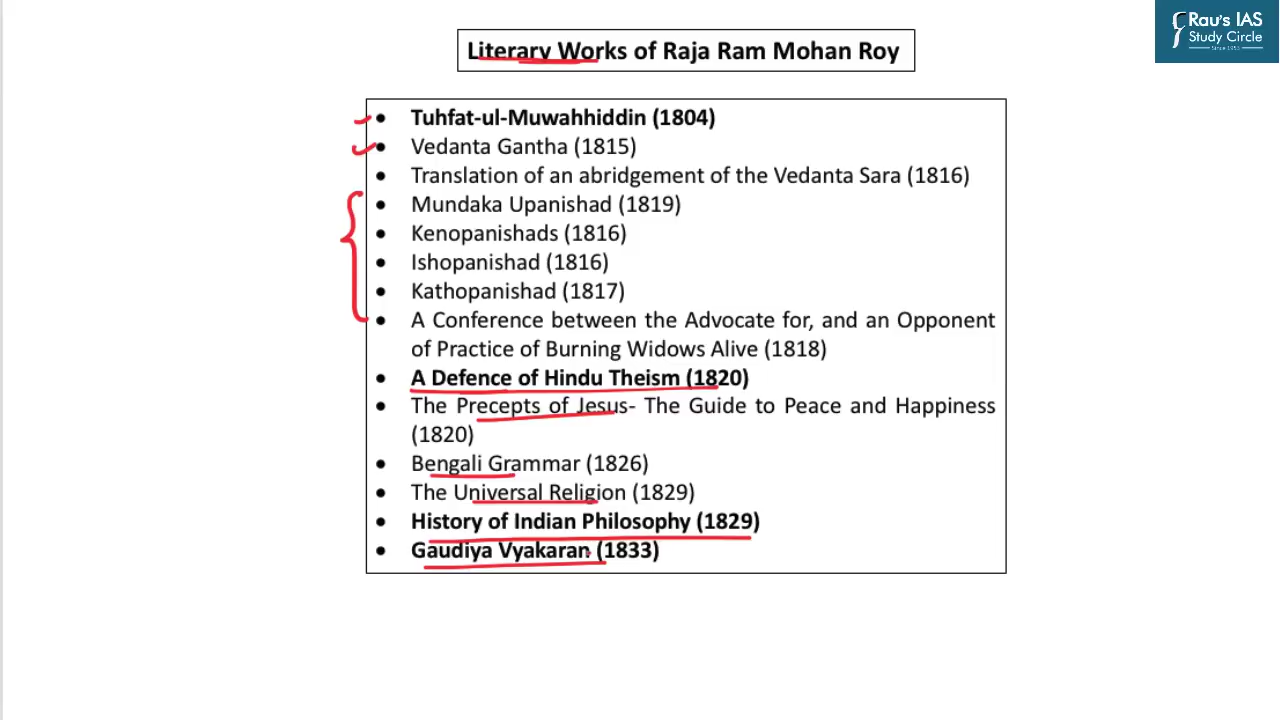 Rau's IAS
Study Circle
Since 1953
Literary Works of Raja Ram Mohan Roy
• Tuhfat-ul-Muwahhiddin (1804)
• Vedanta Gantha (1815)
• Translation of an abridgement of the Vedanta Sara (1816)
• Mundaka Upanishad (1819)
• Kenopanishads (1816)
• Ishopanishad (1816)
• Kathopanishad (1817)
• A Conference between the Advocate for, and an Opponent
of Practice of Burning Widows Alive (1818)
• A Defence of Hindu Theism (1820)
• The Precepts of Jesus- The Guide to Peace and Happiness
(1820)
• Bengali Grammar (1826)
• The Universal Religion (1829)
• History of Indian Philosophy (1829)
• Gaudiya Vyakaran (1833)